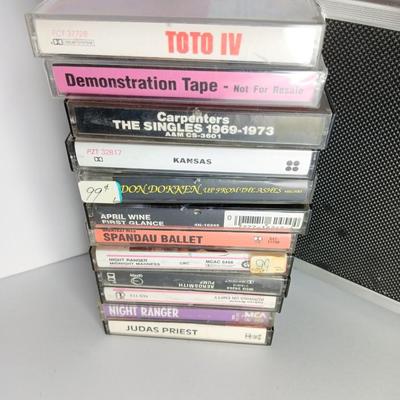 FCT 37728
TOTO IV
Demonstration Tape - Not For Resale
Carpenters
THE SINGLES 1969-1973
A&M CS-3601
PZT 32817
KANSAS
99¢
DON DOKKEN UP FROM THE ASHES
APRIL WINE
FIRST GLANCE
SPANDAU BALLET
NIGHT RANGER
MIDNIGHT MADNESS
MCAC 5456
AEROSMITH
PUMP
NIGHT RANGER
MCA
JUDAS PRIEST